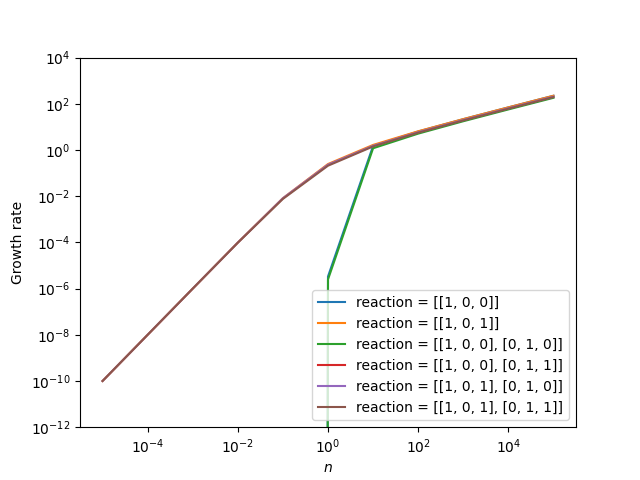 10^4
10^2
10^0
10^-2
10^-4
10^-6
10^-8
10^-10
10^-12
Growth rate
reaction = [[1, 0, 0]]
reaction = [[1, 0, 1]]
reaction = [[1, 0, 0], [0, 1, 0]]
reaction = [[1, 0, 0], [0, 1, 1]]
reaction = [[1, 0, 1], [0, 1, 0]]
reaction = [[1, 0, 1], [0, 1, 1]]
10^-4 10^-2 10^0 10^2 10^4
n